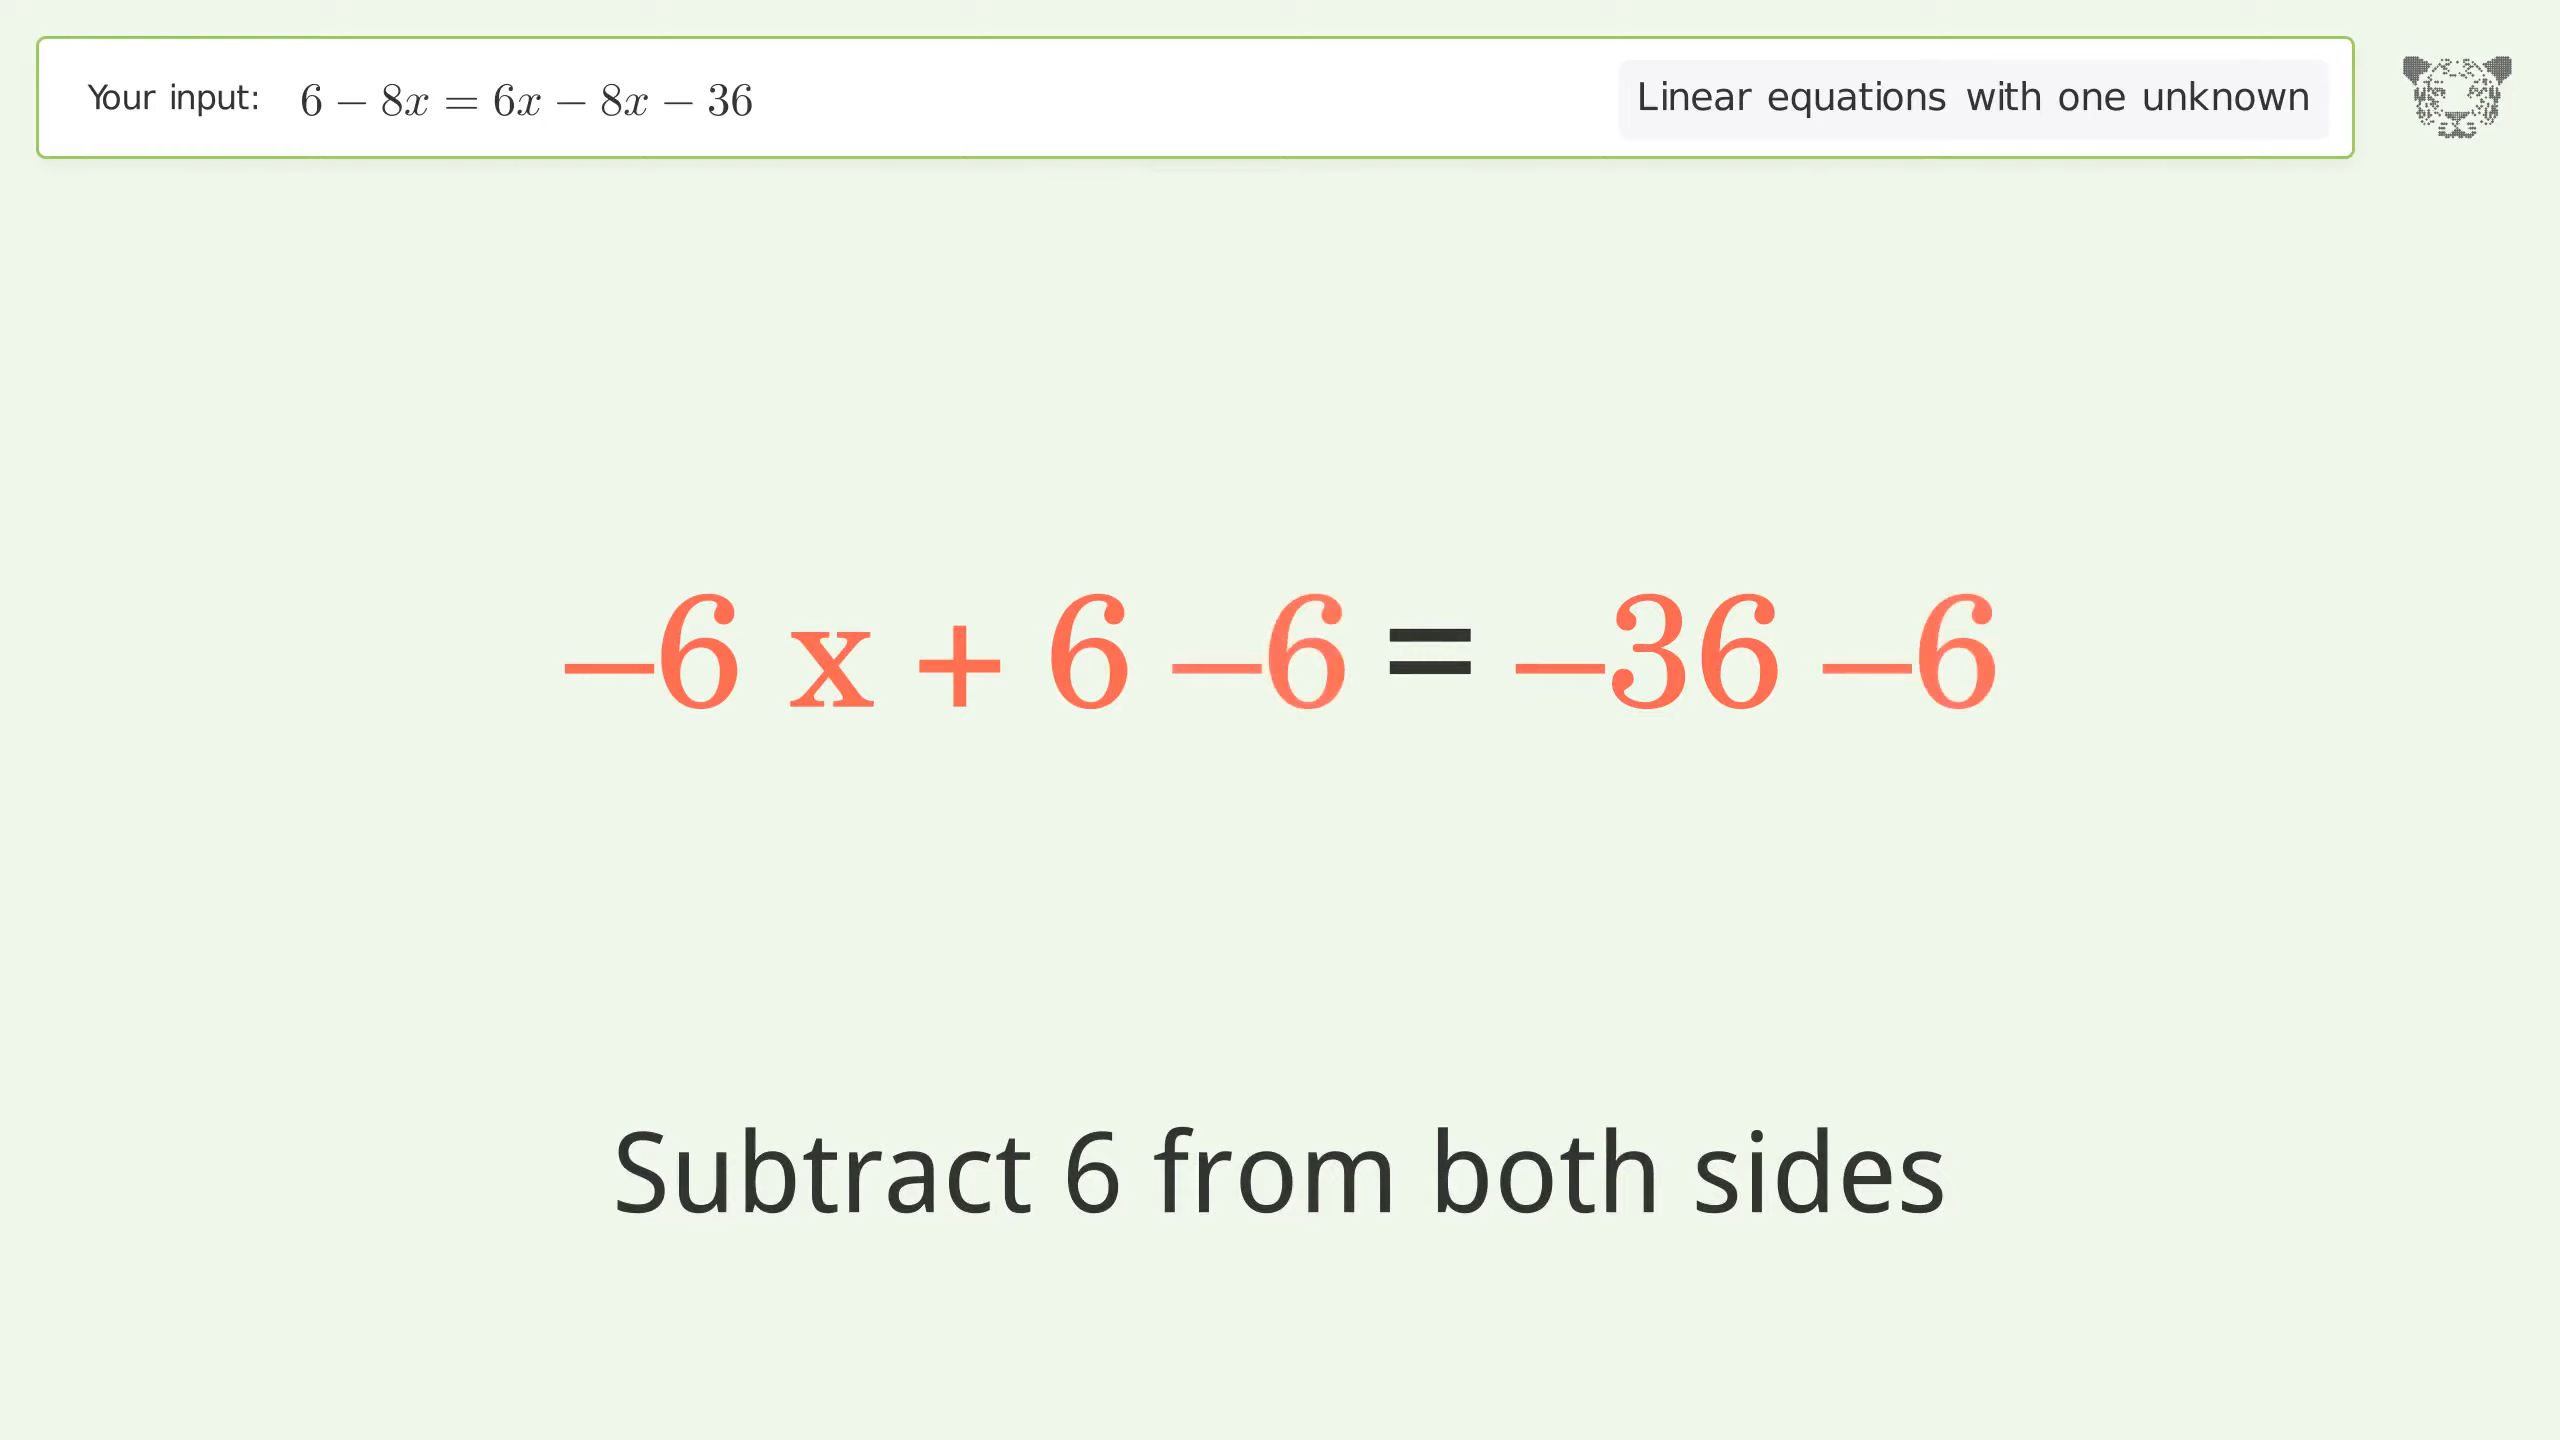 Your input: 6 − 8x = 6x − 8x − 36
Linear equations with one unknown
−6 x + 6 −6 = −36 −6
Subtract 6 from both sides